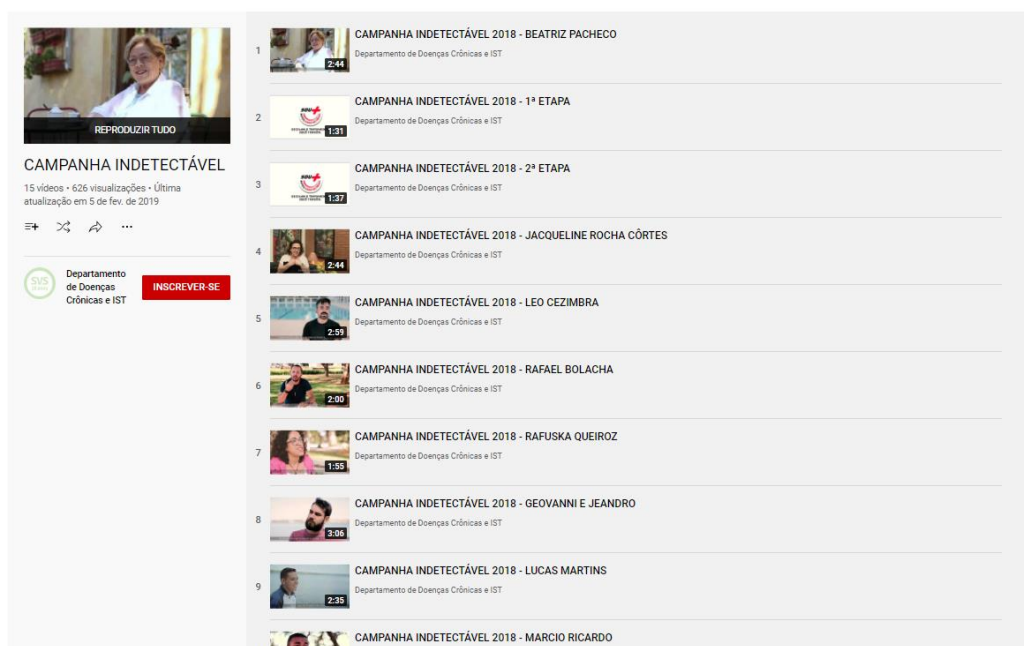 REPRODUZIR TUDO
CAMPANHA INDETECTÁVEL
15 vídeos • 626 visualizações • Última
atualização em 5 de fev. de 2019
SVS
Departamento
de Doenças
Crônicas e IST
INSCREVER-SE
1
2:44
CAMPANHA INDETECTÁVEL 2018 - BEATRIZ PACHECO
Departamento de Doenças Crônicas e IST
2
1:31
CAMPANHA INDETECTÁVEL 2018 - 1ª ETAPA
Departamento de Doenças Crônicas e IST
3
1:37
CAMPANHA INDETECTÁVEL 2018 - 2ª ETAPA
Departamento de Doenças Crônicas e IST
4
2:44
CAMPANHA INDETECTÁVEL 2018 - JACQUELINE ROCHA CÔRTES
Departamento de Doenças Crônicas e IST
5
2:59
CAMPANHA INDETECTÁVEL 2018 - LEO CEZIMBRA
Departamento de Doenças Crônicas e IST
6
2:00
CAMPANHA INDETECTÁVEL 2018 - RAFAEL BOLACHA
Departamento de Doenças Crônicas e IST
7
1:55
CAMPANHA INDETECTÁVEL 2018 - RAFUSKA QUEIROZ
Departamento de Doenças Crônicas e IST
8
3:06
CAMPANHA INDETECTÁVEL 2018 - GEOVANNI E JEANDRO
Departamento de Doenças Crônicas e IST
9
2:35
CAMPANHA INDETECTÁVEL 2018 - LUCAS MARTINS
Departamento de Doenças Crônicas e IST
CAMPANHA INDETECTÁVEL 2018 - MARCIO RICARDO